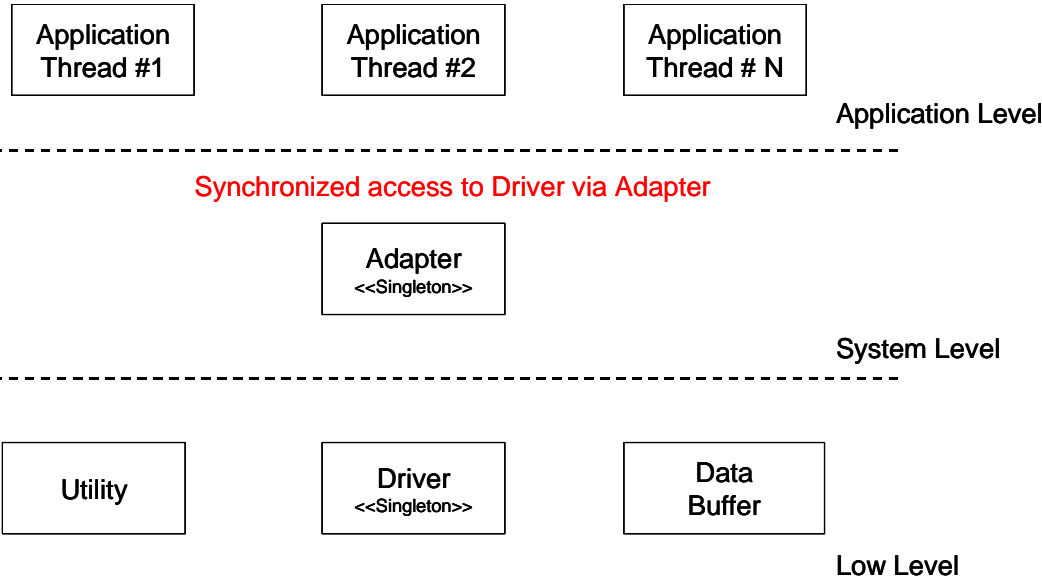 Application
Thread #1
Application
Thread #2
Application
Thread # N
Application Level
Synchronized access to Driver via Adapter
Adapter
<<Singleton>>
System Level
Utility
Driver
<<Singleton>>
Data
Buffer
Low Level